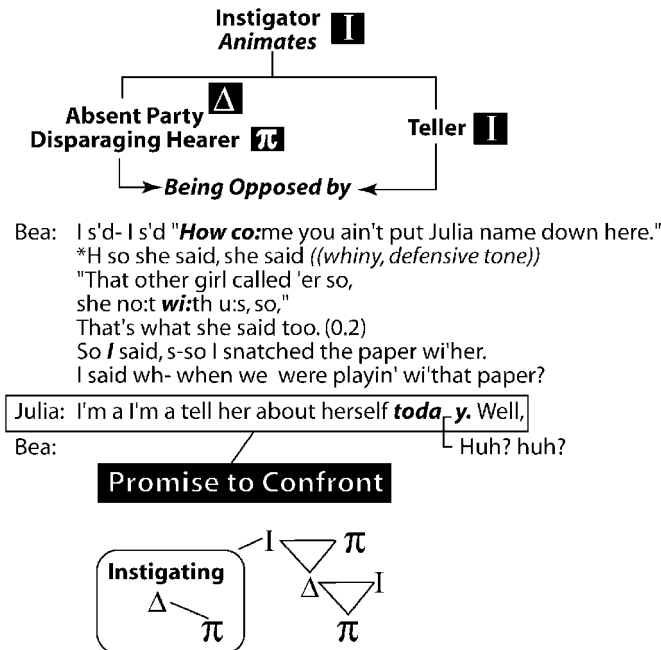 Instigator I
Animates
Absent Party Δ
Disparaging Hearer π
Teller I
Being Opposed by
Bea: I s'd- I s'd "How co:me you ain't put Julia name down here."
*H so she said, she said ((whiny, defensive tone))
"That other girl called 'er so,
she no:t wi:th u:s, so,"
That's what she said too. (0.2)
So I said, s-so I snatched the paper wi'her.
I said wh- when we were playin' wi'that paper?
Julia: I'm a I'm a tell her about herself today. Well,
Bea: Huh? huh?
Promise to Confront
I π
Instigating
Δ
π
Δ I
π